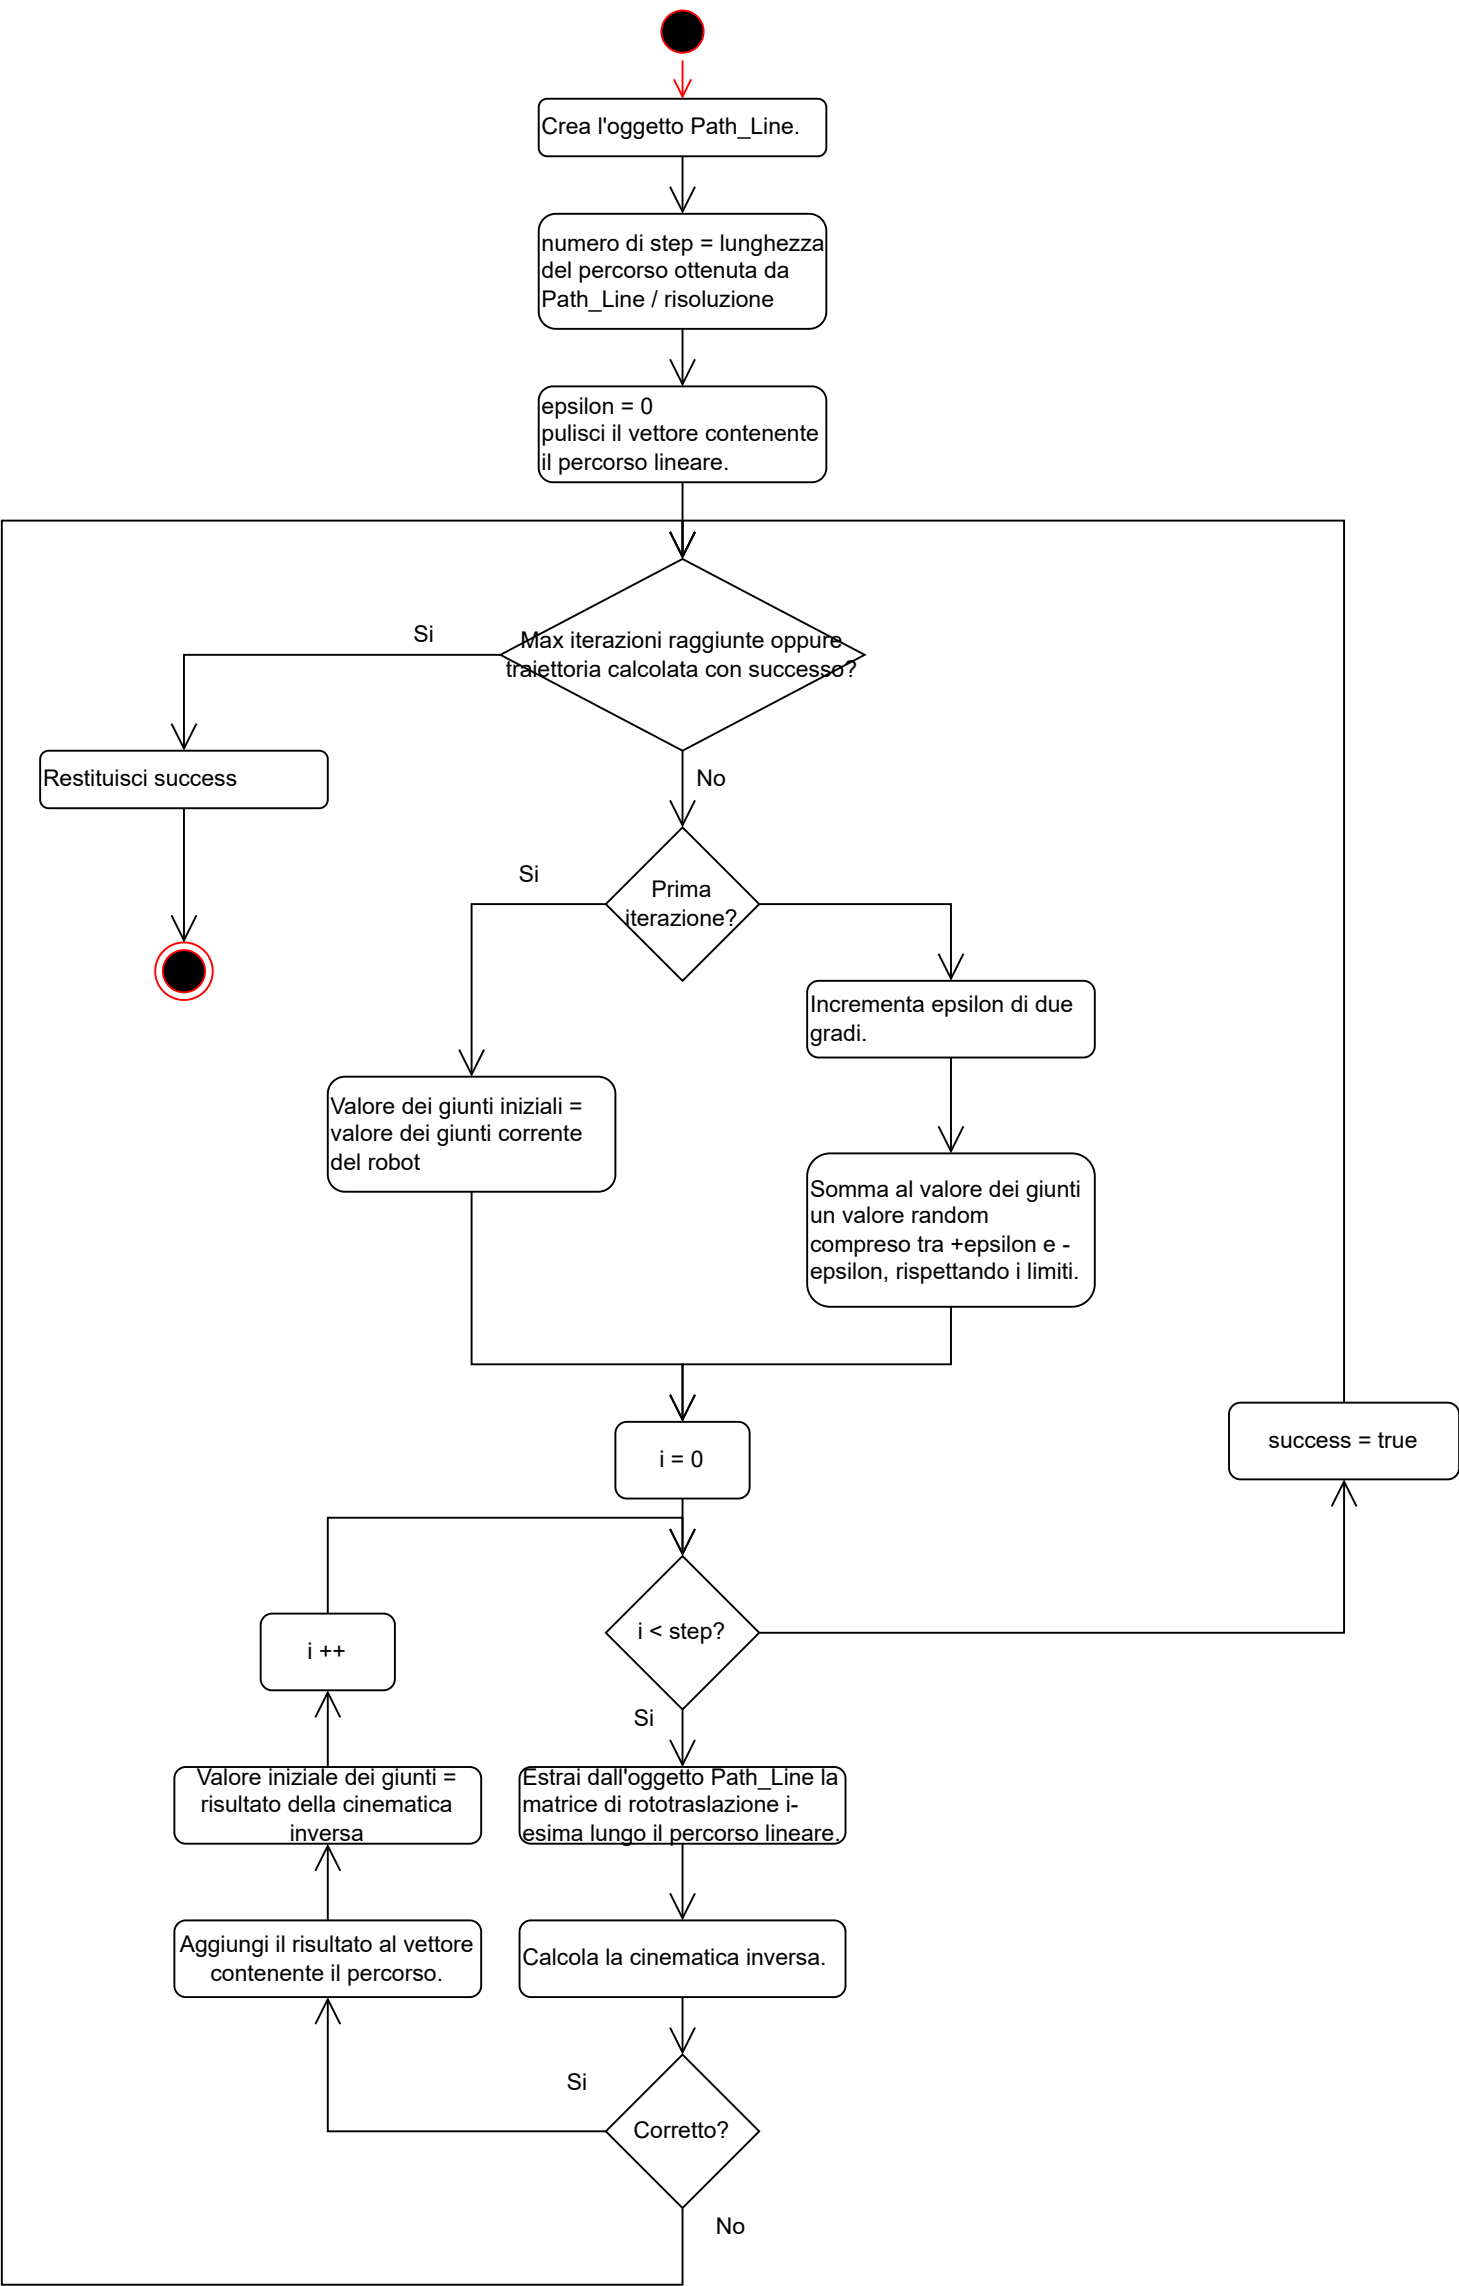 Crea l'oggetto Path_Line.
numero di step = lunghezza
del percorso ottenuta da
Path_Line / risoluzione
epsilon = 0
pulisci il vettore contenente
il percorso lineare.
Si
Max iterazioni raggiunte oppure
traiettoria calcolata con successo?
Restituisci success
No
Si
Prima
iterazione?
Incrementa epsilon di due
gradi.
Valore dei giunti iniziali =
valore dei giunti corrente
del robot
Somma al valore dei giunti
un valore random
compreso tra +epsilon e -
epsilon, rispettando i limiti.
i = 0
success = true
i < step?
i ++
Si
Valore iniziale dei giunti =
risultato della cinematica
inversa
Estrai dall'oggetto Path_Line la
matrice di rototraslazione i-
esima lungo il percorso lineare.
Aggiungi il risultato al vettore
contenente il percorso.
Calcola la cinematica inversa.
Si
Corretto?
No